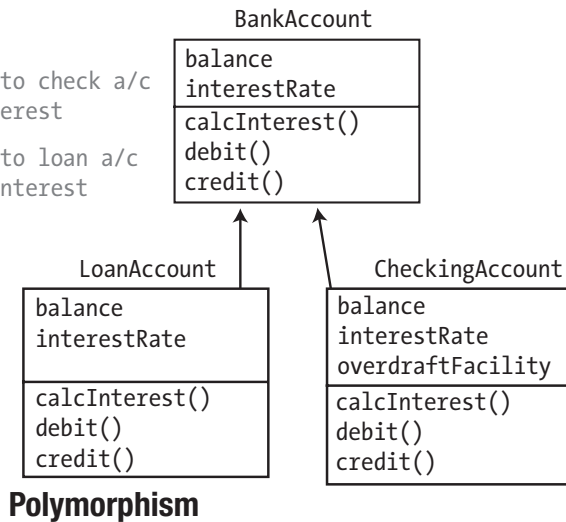 BankAccount
balance
interestRate
calcInterest()
debit()
credit()
to check a/c
erest
to loan a/c
nterest
LoanAccount
balance
interestRate
calcInterest()
debit()
credit()
CheckingAccount
balance
interestRate
overdraftFacility
calcInterest()
debit()
credit()
Polymorphism